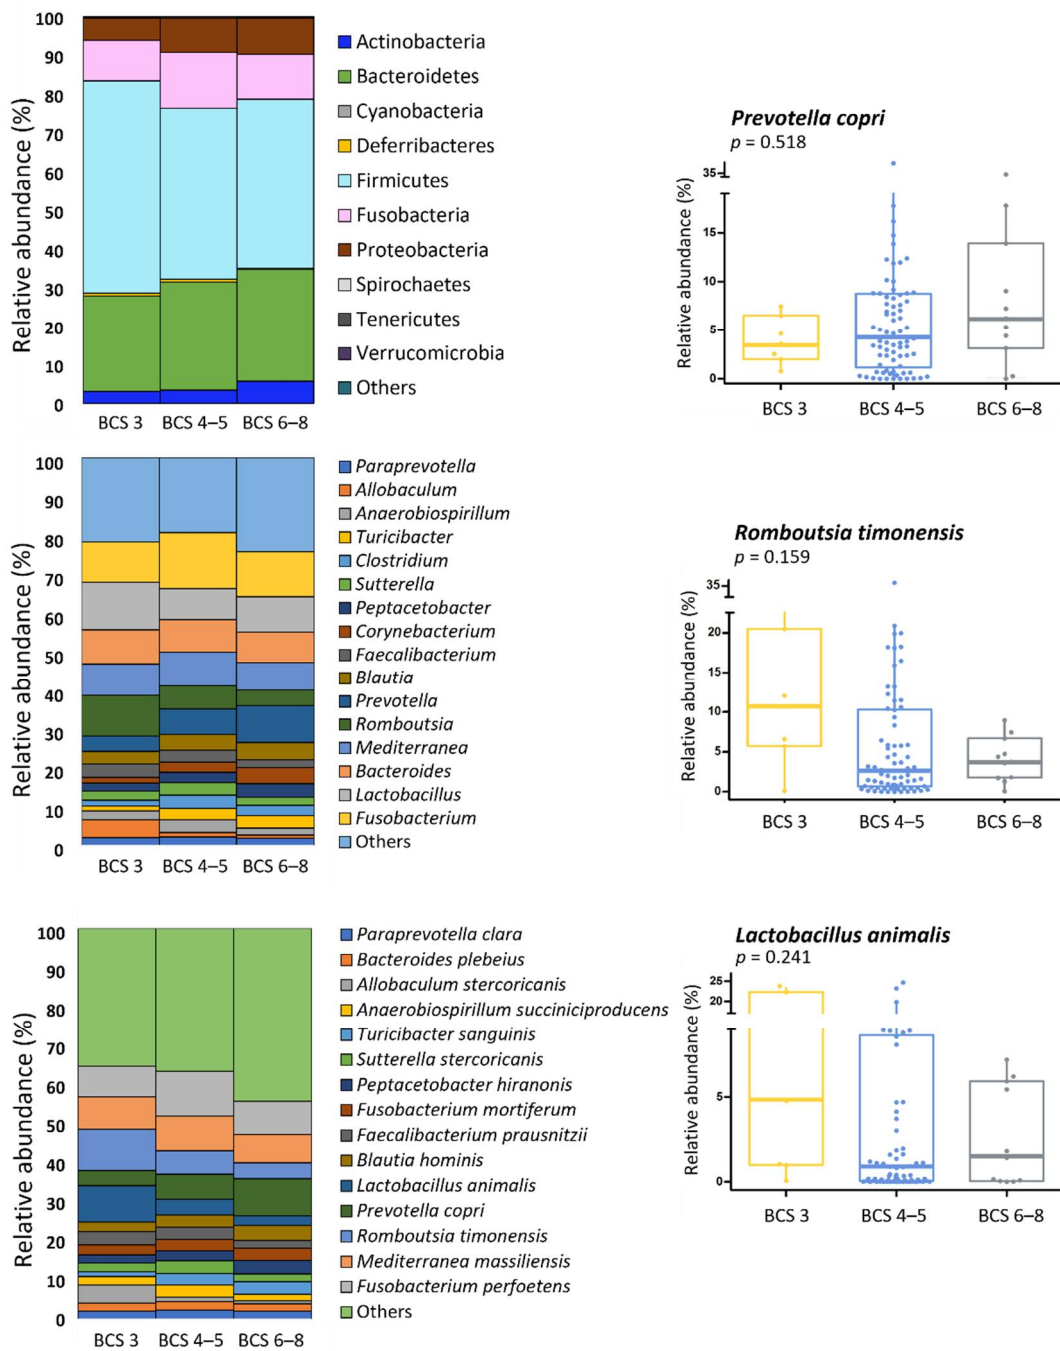 Relative abundance (%)
100
90
80
70
60
50
40
30
20
10
0
BCS 3
BCS 4–5
BCS 6–8
Actinobacteria
Bacteroidetes
Cyanobacteria
Deferribacteres
Firmicutes
Fusobacteria
Proteobacteria
Spirochaetes
Tenericutes
Verrucomicrobia
Others
Prevotella copri
p = 0.518
Relative abundance (%)
35
15
10
5
0
BCS 3
BCS 4–5
BCS 6–8
Relative abundance (%)
100
80
70
60
50
40
30
20
10
0
BCS 3
BCS 4–5
BCS 6–8
Paraprevotella
Allobaculum
Anaerobiospirillum
Turicibacter
Clostridium
Sutterella
Peptacetobacter
Corynebacterium
Faecalibacterium
Blautia
Prevotella
Romboutsia
Mediterranea
Bacteroides
Lactobacillus
Fusobacterium
Others
Romboutsia timonensis
p = 0.159
Relative abundance (%)
35
20
15
10
5
0
BCS 3
BCS 4–5
BCS 6–8
Relative abundance (%)
100
90
80
70
60
50
40
30
20
10
0
BCS 3
BCS 4–5
BCS 6–8
Paraprevotella clara
Bacteroides plebeius
Allobaculum stercoricanis
Anaerobiospirillum succiniciproducens
Turicibacter sanguinis
Sutterella stercoricanis
Peptacetobacter hiranonis
Fusobacterium mortiferum
Faecalibacterium prausnitzii
Blautia hominis
Lactobacillus animalis
Prevotella copri
Romboutsia timonensis
Mediterranea massiliensis
Fusobacterium perfoetens
Others
Lactobacillus animalis
p = 0.241
Relative abundance (%)
25
20
5
0
BCS 3
BCS 4–5
BCS 6–8